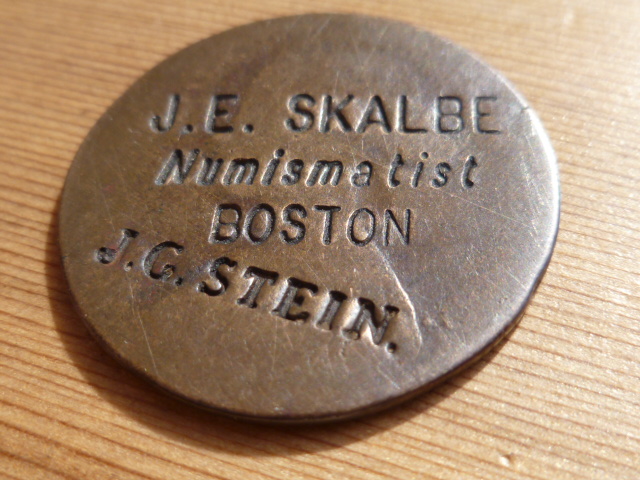 J.E. SKALBE
Numismatist
BOSTON
J.G. STEIN.